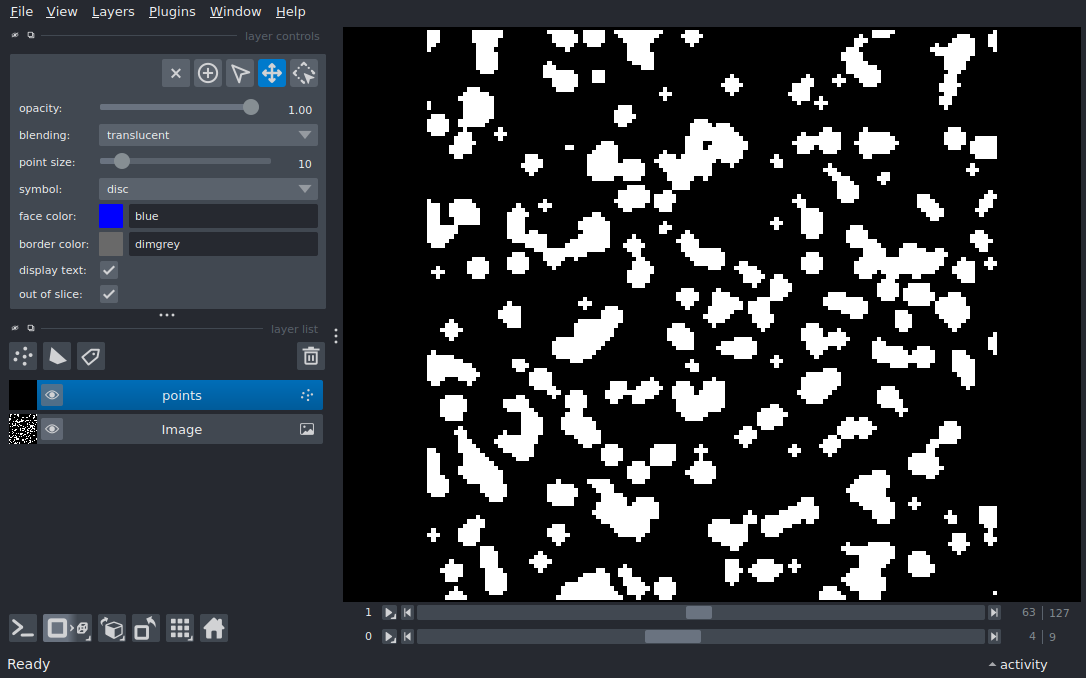 File View Layers Plugins Window Help
layer controls
opacity: 1.00
blending: translucent
point size: 10
symbol: disc
face color: blue
border color: dimgrey
display text:
out of slice:
layer list
points
Image
1 63 127
0 4 9
Ready activity